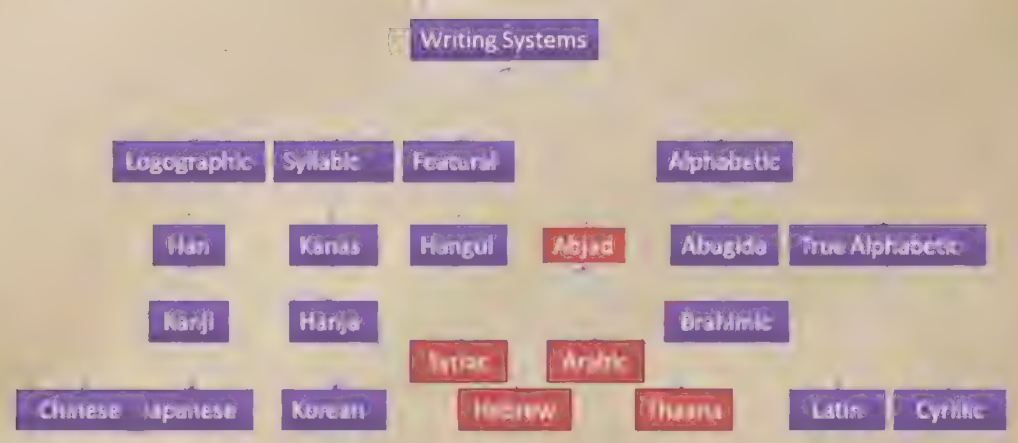 Writing Systems
Logographic Syllabic Featural Alphabetic
Han Kanas Hangul Abjad Abugida True Alphabetic
Kanji Hanja Brahmic
Syriac Arabic
Chinese Japanese Korean Hebrew Thaana Latin Cyrillic